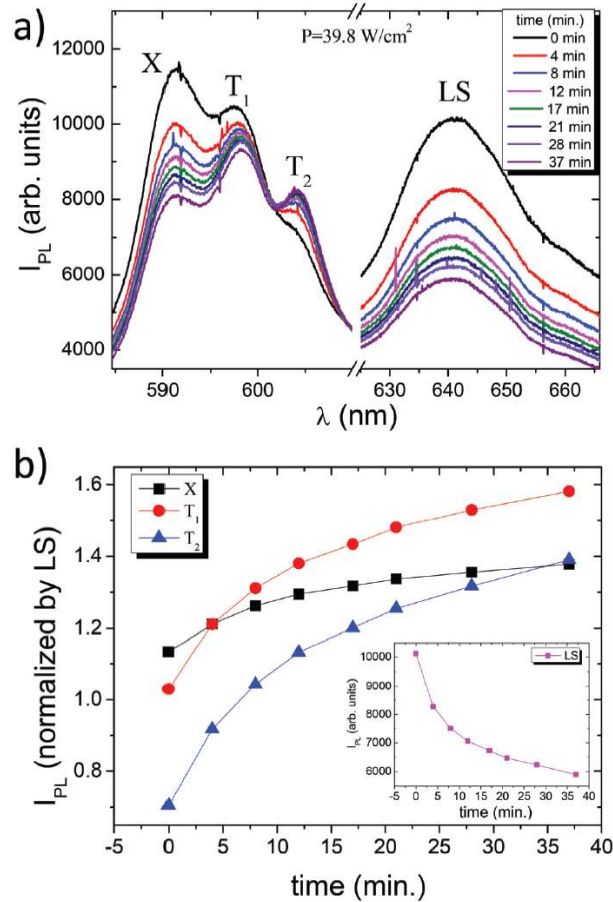 a)
P=39.8 W/cm²
X
T₁
T₂
LS
time (min.)
0 min
4 min
8 min
12 min
17 min
21 min
28 min
37 min
I_PL (arb. units)
12000
10000
8000
6000
4000
590 600 630 640 650 660
λ (nm)
b)
X
T₁
T₂
I_PL (normalized by LS)
1.6
1.4
1.2
1.0
0.8
LS
I_PL (arb. units)
10000
9000
8000
7000
6000
-5 0 5 10 15 20 25 30 35 40
time (min.)
-5 0 5 10 15 20 25 30 35 40
time (min.)